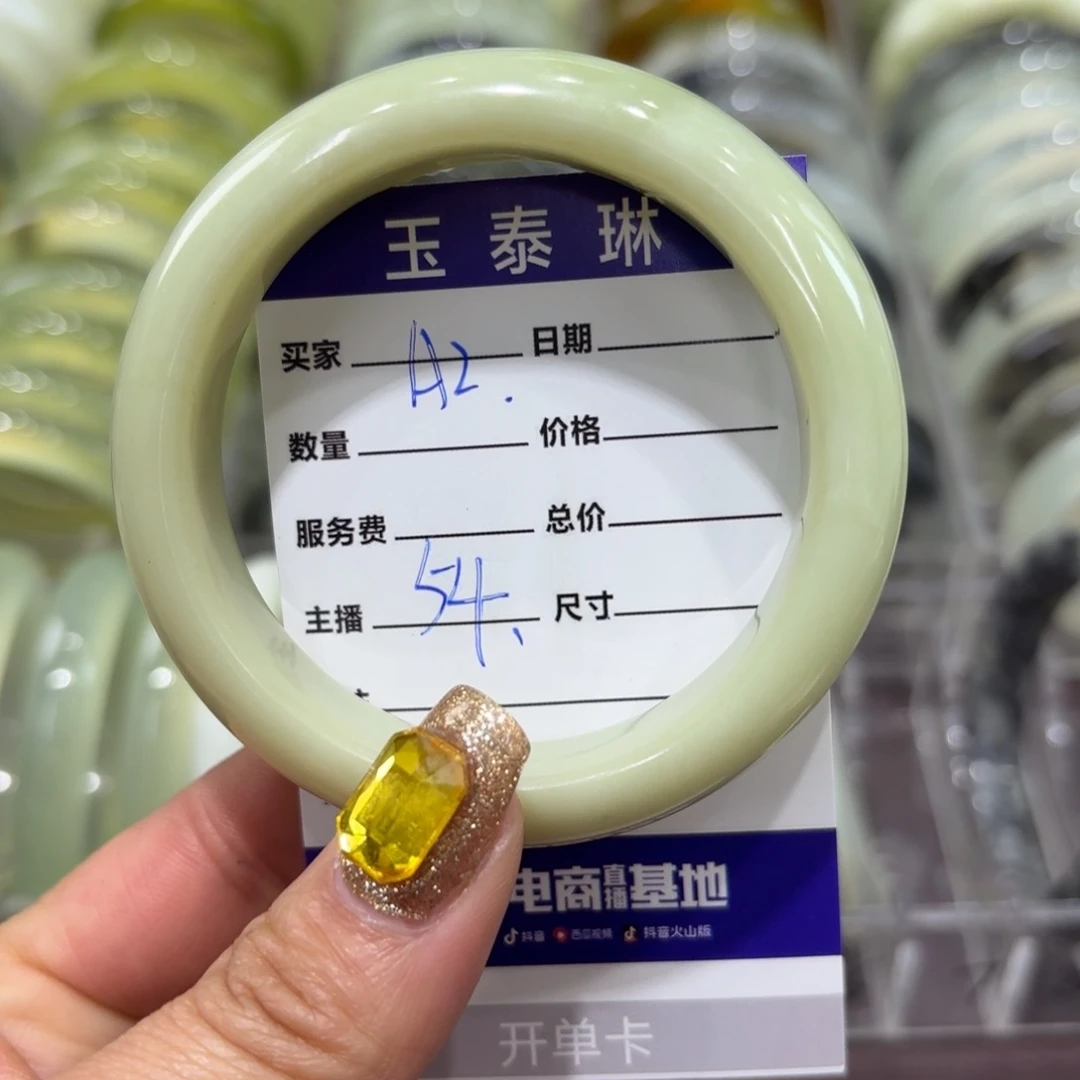 玉泰琳
买家 A2. 日期
数量 价格
服务费 总价
主播 54、 尺寸
电商直播基地
抖音 西瓜视频 抖音火山版
开单卡